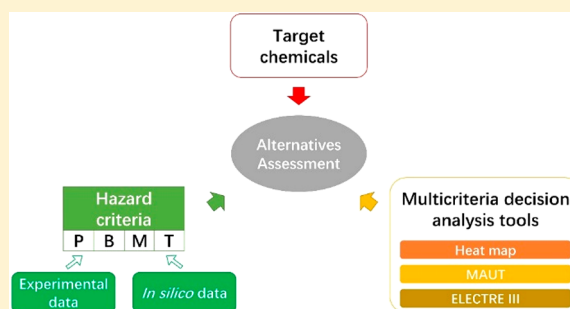 Target
chemicals
Alternatives
Assessment
Hazard
criteria
P B M T
Experimental
data
In silico data
Multicriteria decision
analysis tools
Heat map
MAUT
ELECTRE III